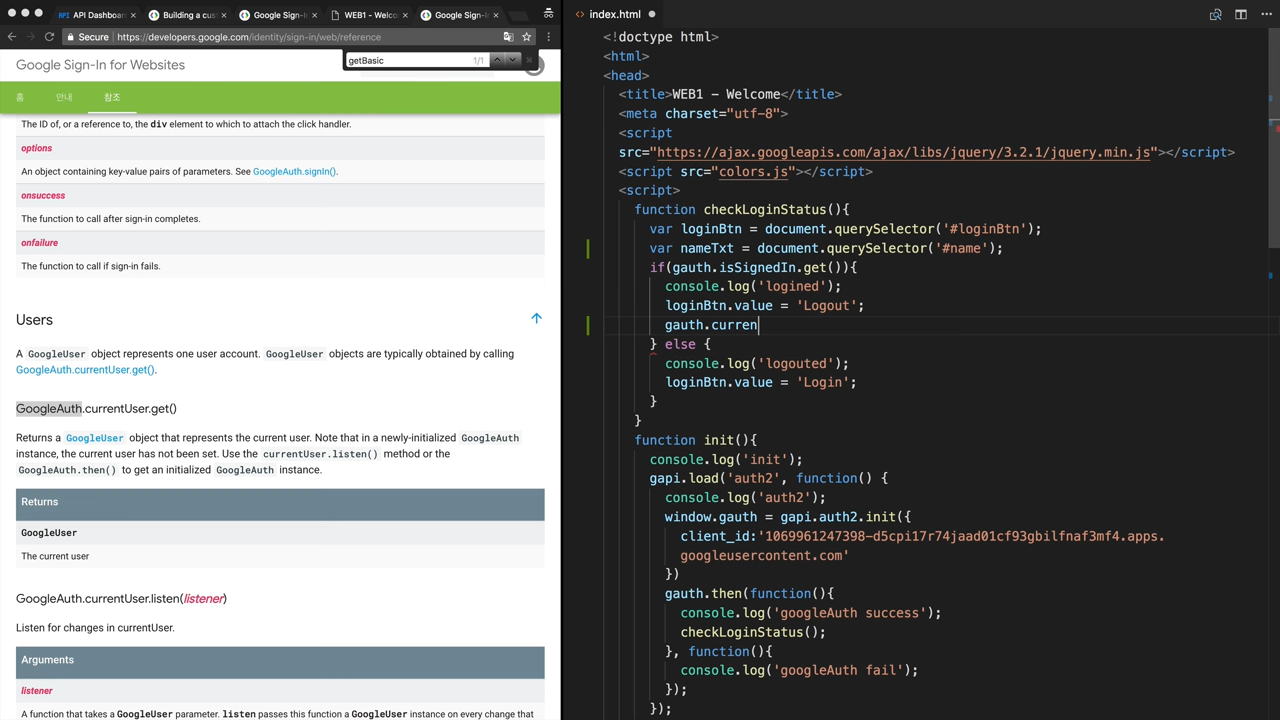 API Dashboa
Building a cus
Google Sign-In
WEB1 - Welco
Google Sign-In
Secure | https://developers.google.com/identity/sign-in/web/reference
getBasic 1/1
Google Sign-In for Websites
홈 안내 참조
The ID of, or a reference to, the div element to which to attach the click handler.
options
An object containing key-value pairs of parameters. See GoogleAuth.signIn().
onsuccess
The function to call after sign-in completes.
onfailure
The function to call if sign-in fails.
Users
A GoogleUser object represents one user account. GoogleUser objects are typically obtained by calling
GoogleAuth.currentUser.get().
GoogleAuth.currentUser.get()
Returns a GoogleUser object that represents the current user. Note that in a newly-initialized GoogleAuth
instance, the current user has not been set. Use the currentUser.listen() method or the
GoogleAuth.then() to get an initialized GoogleAuth instance.
Returns
GoogleUser
The current user
GoogleAuth.currentUser.listen(listener)
Listen for changes in currentUser.
Arguments
listener
A function that takes a GoogleUser parameter. listen passes this function a GoogleUser instance on every change that
index.html
<!doctype html>
<html>
<head>
<title>WEB1 - Welcome</title>
<meta charset="utf-8">
<script
src="https://ajax.googleapis.com/ajax/libs/jquery/3.2.1/jquery.min.js"></script>
<script src="colors.js"></script>
<script>
function checkLoginStatus(){
var loginBtn = document.querySelector('#loginBtn');
var nameTxt = document.querySelector('#name');
if(gauth.isSignedIn.get()){
console.log('logined');
loginBtn.value = 'Logout';
gauth.curren
} else {
console.log('logouted');
loginBtn.value = 'Login';
}
}
function init(){
console.log('init');
gapi.load('auth2', function() {
console.log('auth2');
window.gauth = gapi.auth2.init({
client_id:'1069961247398-d5cpi17r74jaad01cf93gbilfnaf3mf4.apps.
googleusercontent.com'
})
gauth.then(function(){
console.log('googleAuth success');
checkLoginStatus();
}, function(){
console.log('googleAuth fail');
});
});